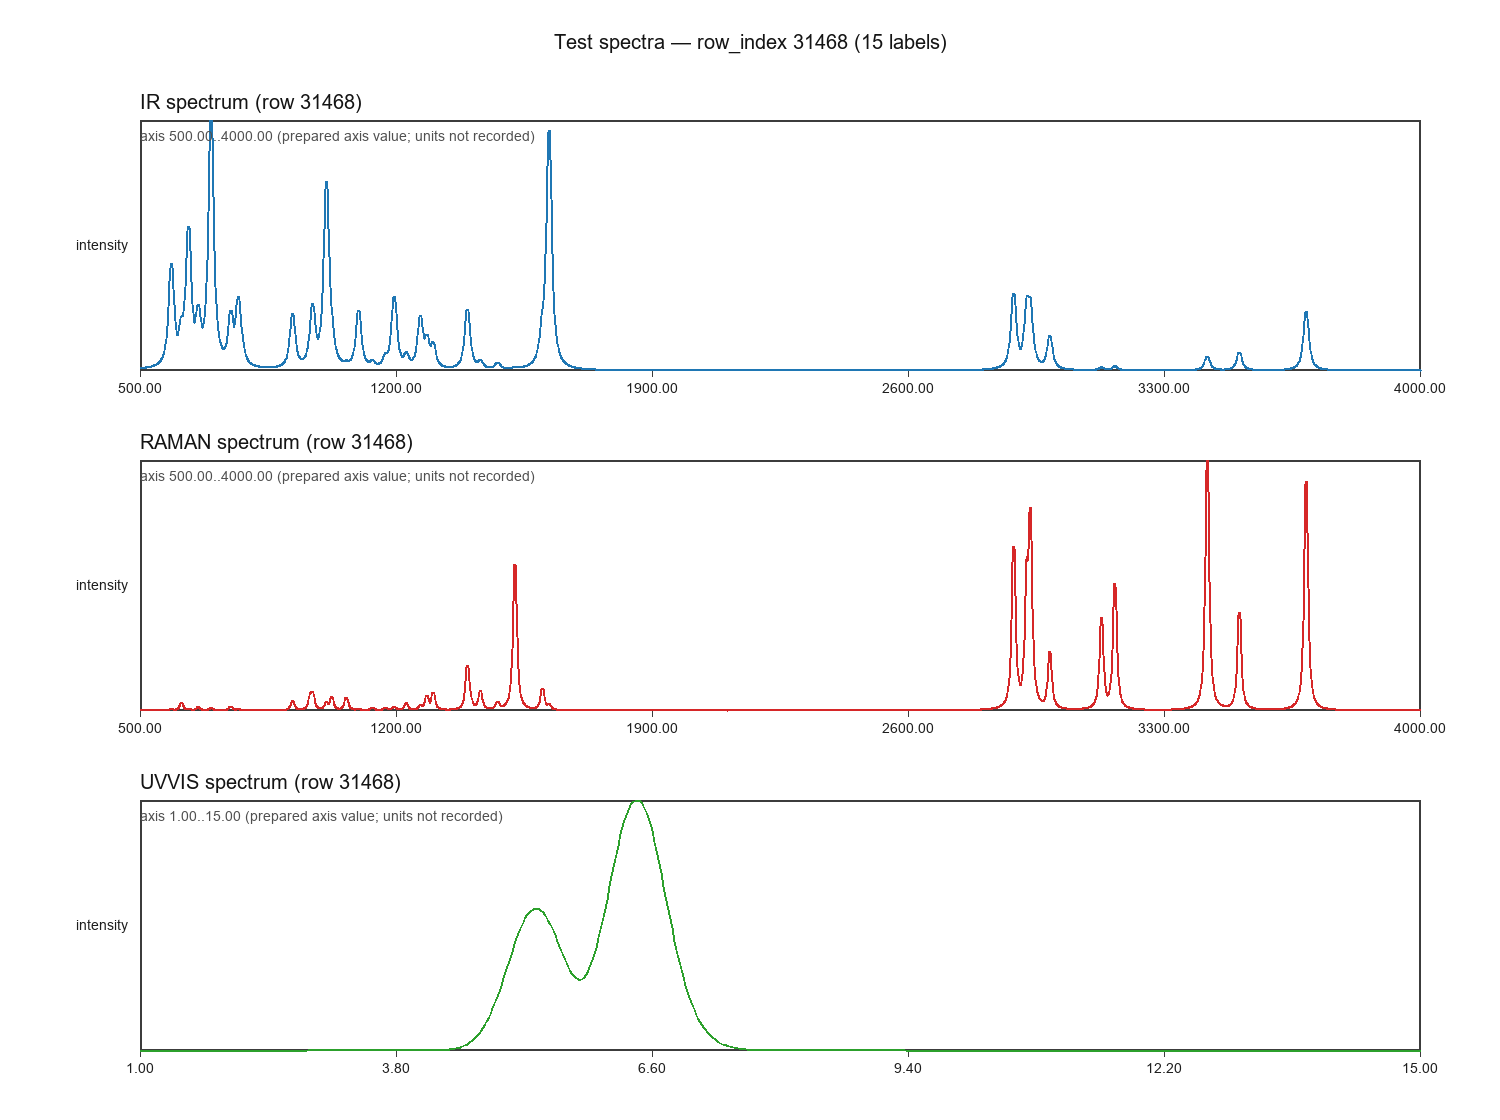 Test spectra — row_index 31468 (15 labels)
IR spectrum (row 31468)
axis 500.00..4000.00 (prepared axis value; units not recorded)
intensity
500.00 1200.00 1900.00 2600.00 3300.00 4000.00
RAMAN spectrum (row 31468)
axis 500.00..4000.00 (prepared axis value; units not recorded)
intensity
500.00 1200.00 1900.00 2600.00 3300.00 4000.00
UVVIS spectrum (row 31468)
axis 1.00..15.00 (prepared axis value; units not recorded)
intensity
1.00 3.80 6.60 9.40 12.20 15.00